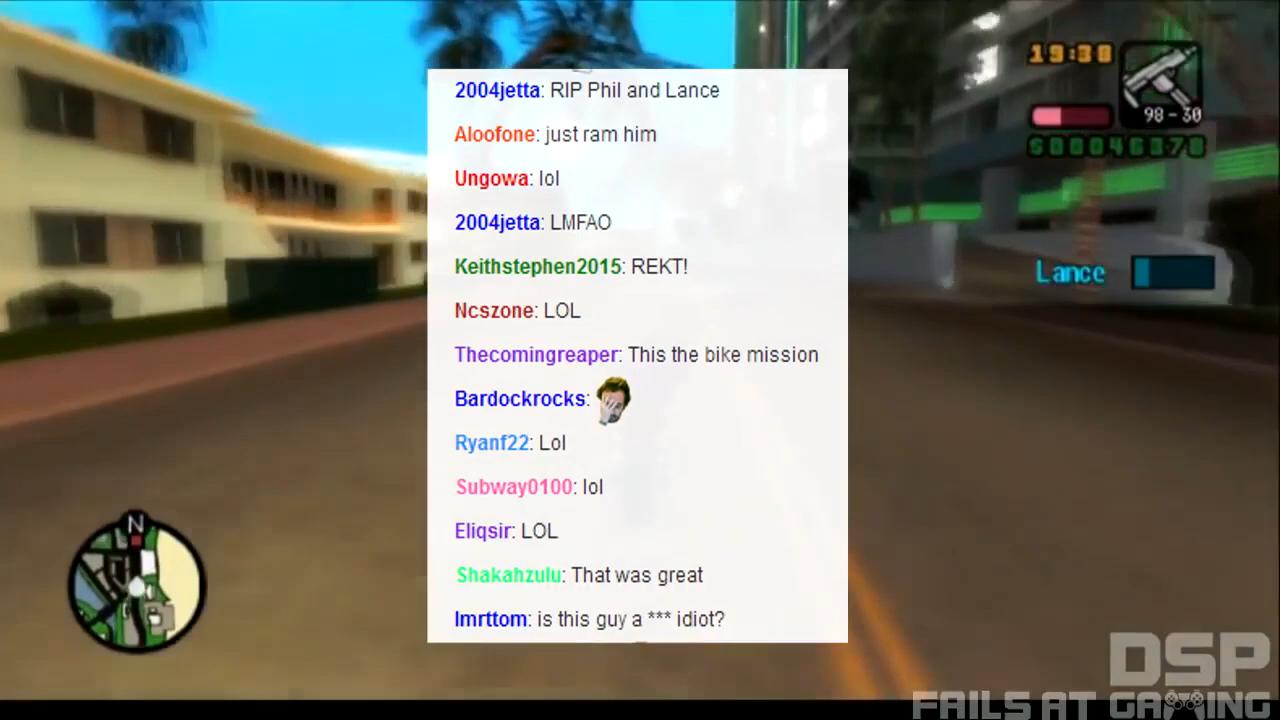 2004jetta: RIP Phil and Lance
Aloofone: just ram him
Ungowa: lol
2004jetta: LMFAO
Keithstephen2015: REKT!
Ncszone: LOL
Thecomingreaper: This the bike mission
Bardockrocks:
Ryanf22: Lol
Subway0100: lol
Eliqsir: LOL
Shakahzulu: That was great
Imrttom: is this guy a *** idiot?
19:30
98-30
$00046378
Lance
N
DSP
FAILS AT GAMING